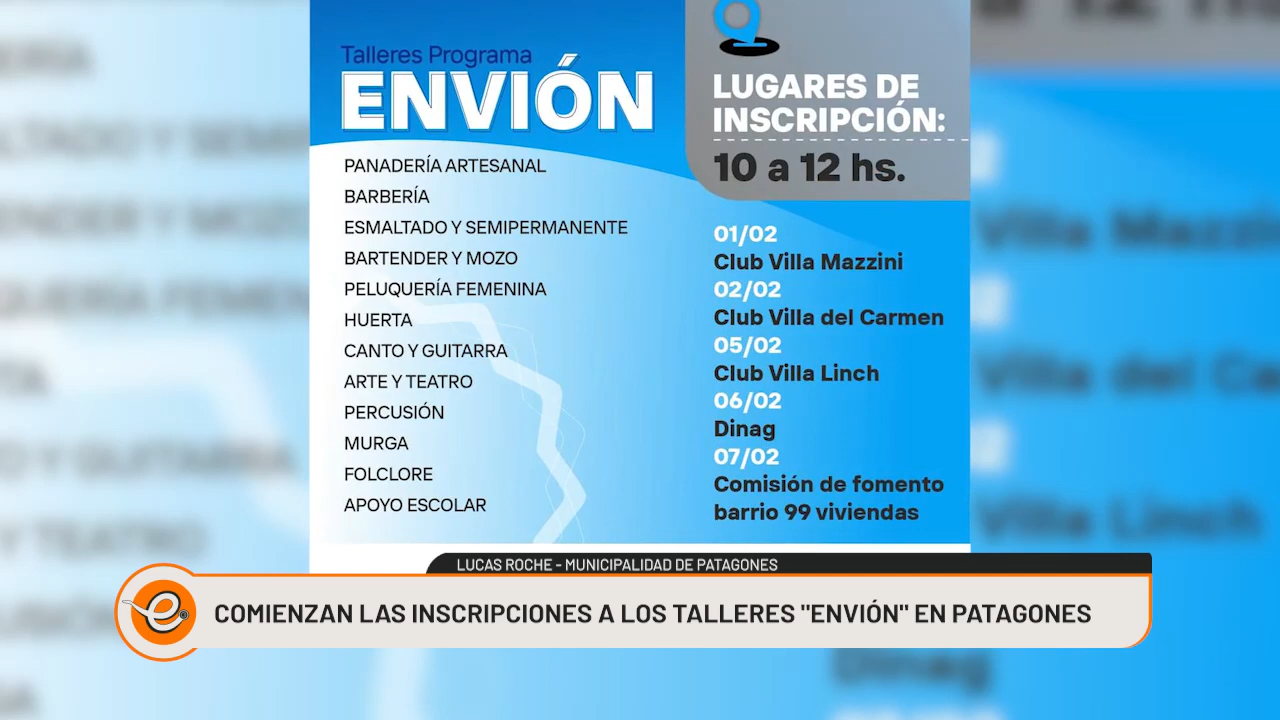 Talleres Programa
ENVIÓN
PANADERÍA ARTESANAL
BARBERÍA
ESMALTADO Y SEMIPERMANENTE
BARTENDER Y MOZO
PELUQUERÍA FEMENINA
HUERTA
CANTO Y GUITARRA
ARTE Y TEATRO
PERCUSIÓN
MURGA
FOLCLORE
APOYO ESCOLAR
LUGARES DE
INSCRIPCIÓN:
10 a 12 hs.
01/02
Club Villa Mazzini
02/02
Club Villa del Carmen
05/02
Club Villa Linch
06/02
Dinag
07/02
Comisión de fomento
barrio 99 viviendas
LUCAS ROCHE - MUNICIPALIDAD DE PATAGONES
e
COMIENZAN LAS INSCRIPCIONES A LOS TALLERES "ENVIÓN" EN PATAGONES